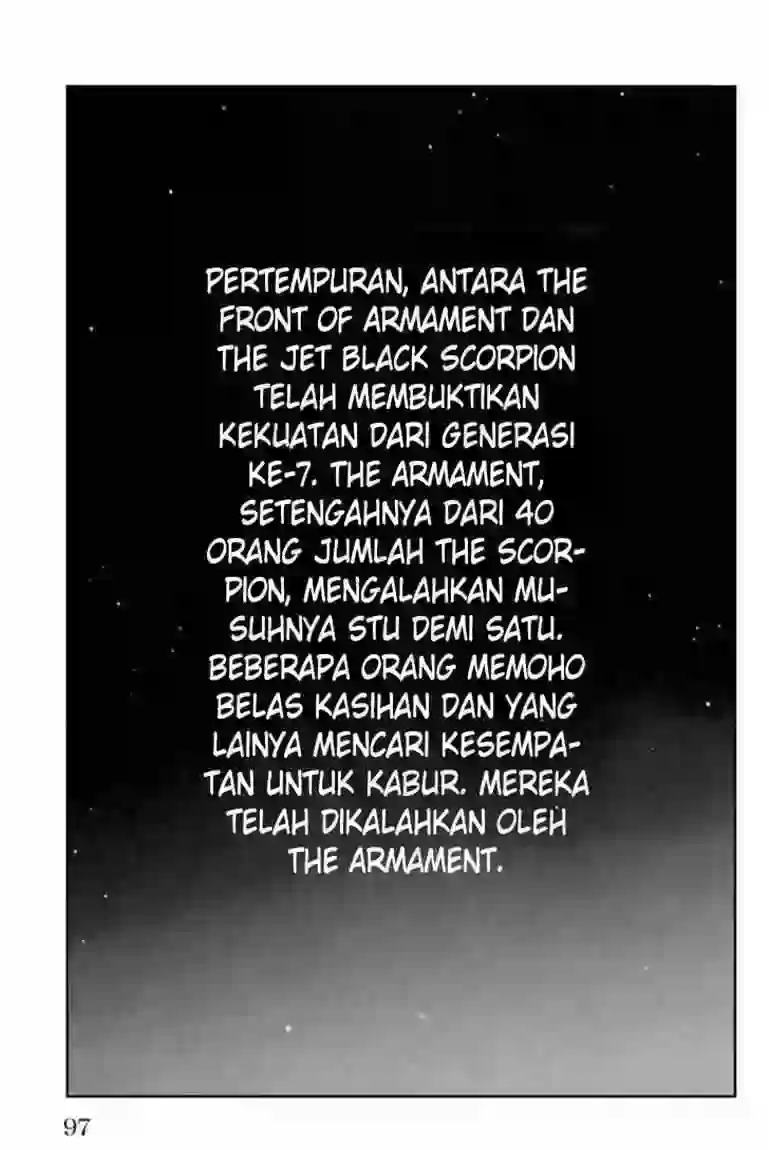 PERTEMPURAN, ANTARA THE
FRONT OF ARMAMENT DAN
THE JET BLACK SCORPION
TELAH MEMBUKTIKAN
KEKUATAN DARI GENERASI
KE-7. THE ARMAMENT,
SETENGAHNYA DARI 40
ORANG JUMLAH THE SCOR-
PION, MENGALAHKAN MU-
SUHNYA STU DEMI SATU.
BEBERAPA ORANG MEMOHO
BELAS KASIHAN DAN YANG
LAINYA MENCARI KESEMPA-
TAN UNTUK KABUR. MEREKA
TELAH DIKALAHKAN OLEH
THE ARMAMENT.
97